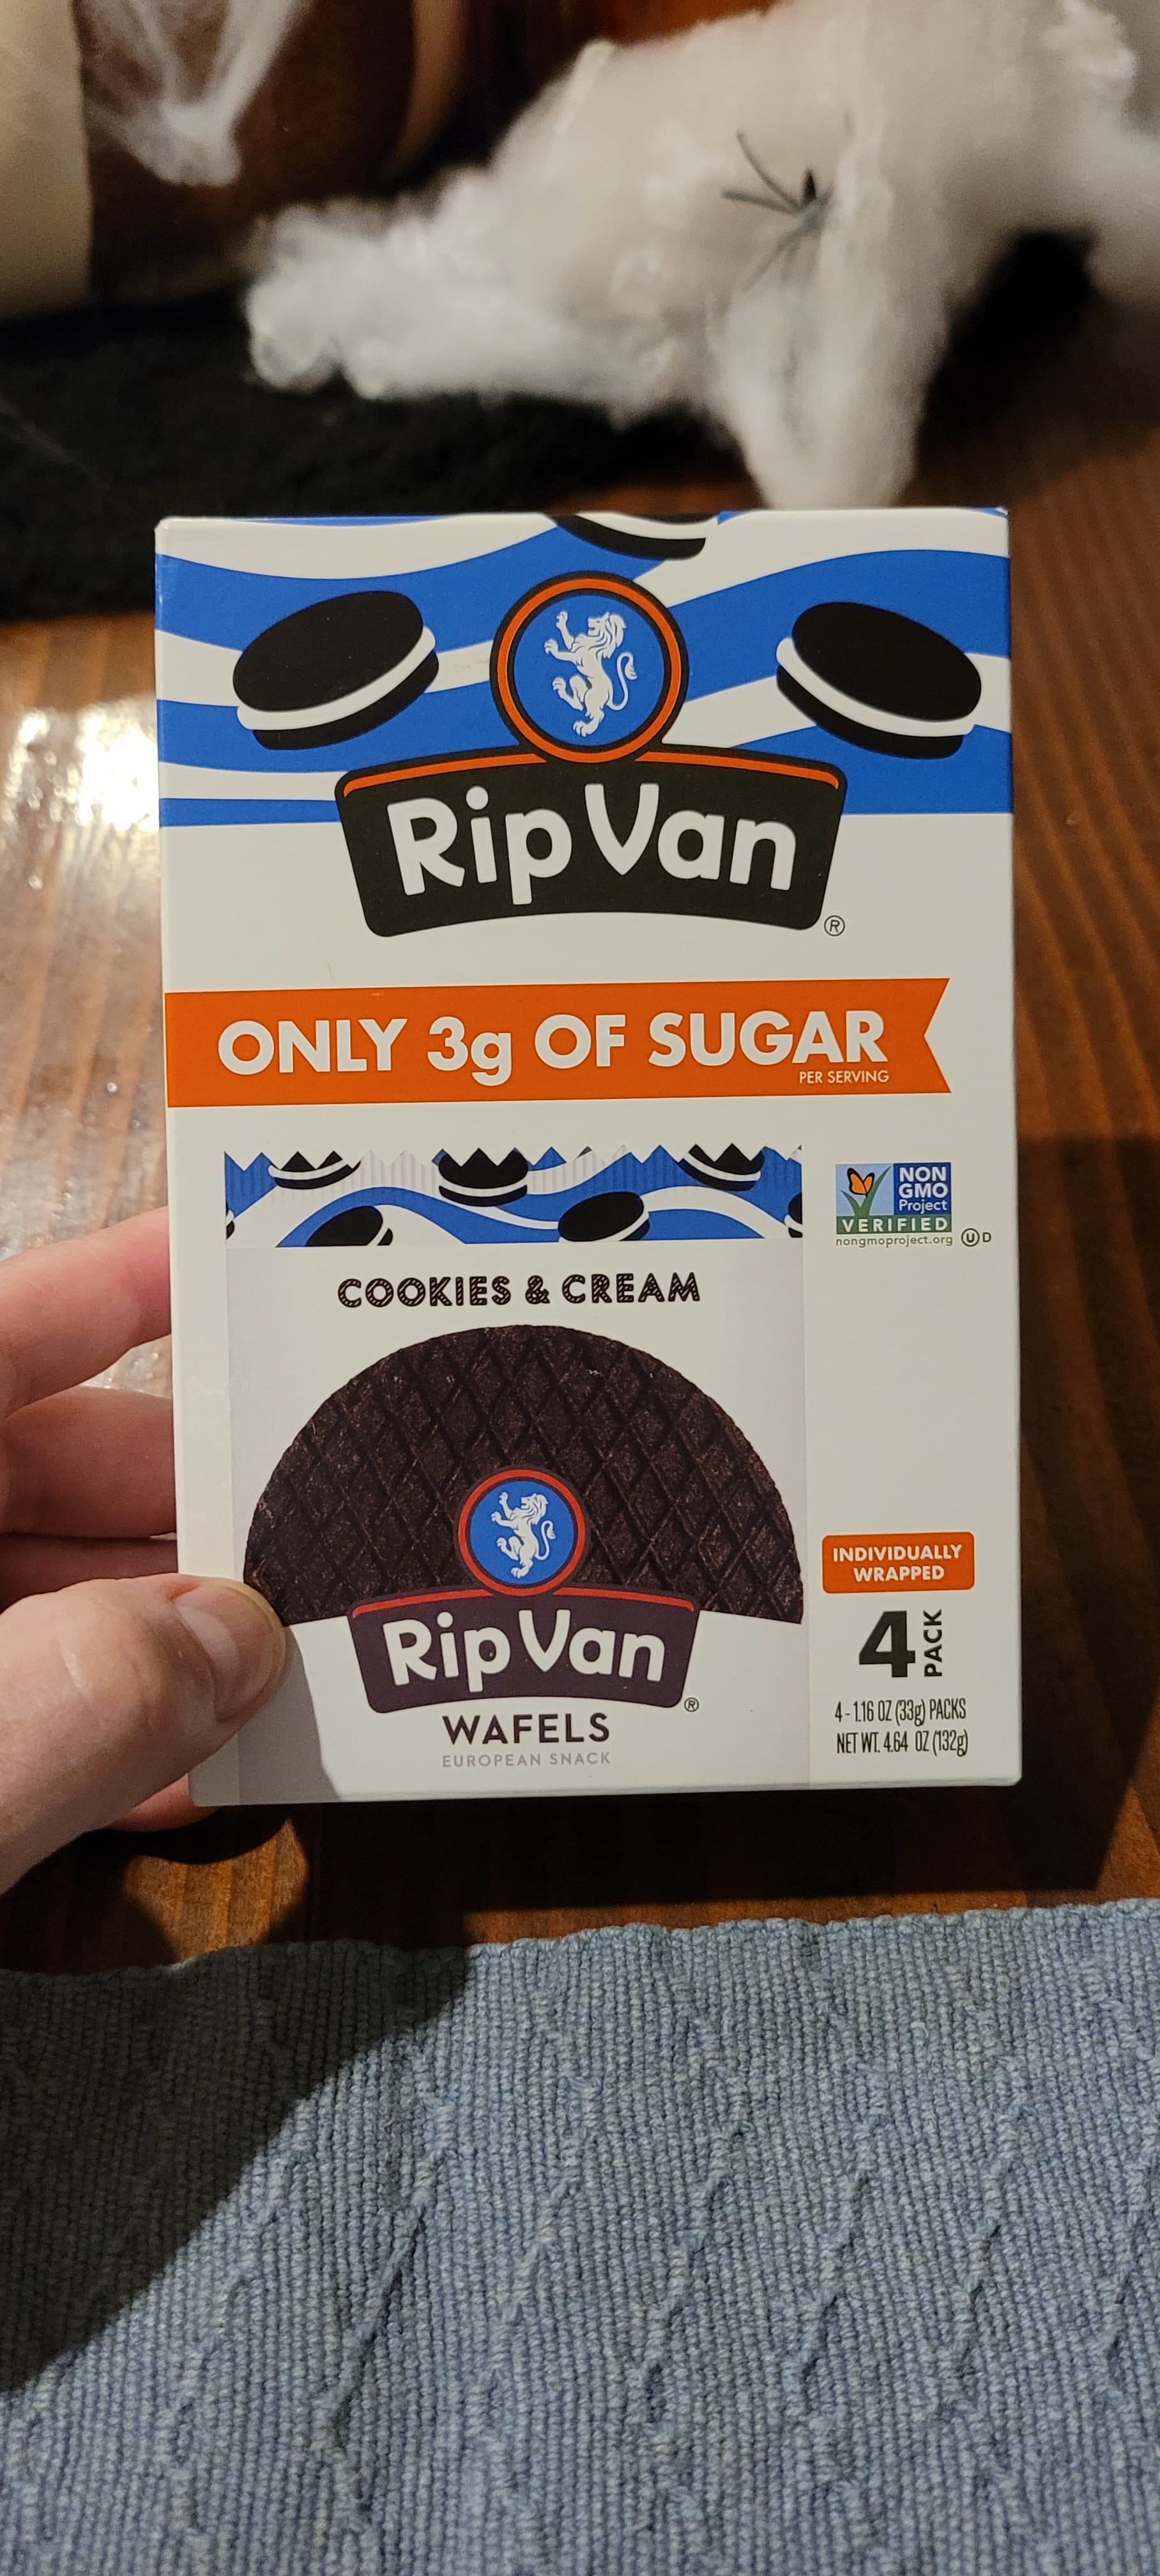 Rip Van
®
ONLY 3g OF SUGAR
PER SERVING
NON
GMO
Project
VERIFIED
nongmoproject.org
U D
COOKIES & CREAM
Rip Van
®
WAFELS
EUROPEAN SNACK
INDIVIDUALLY
WRAPPED
4 PACK
4 - 1.16 OZ (33g) PACKS
NET WT. 4.64 OZ (132g)